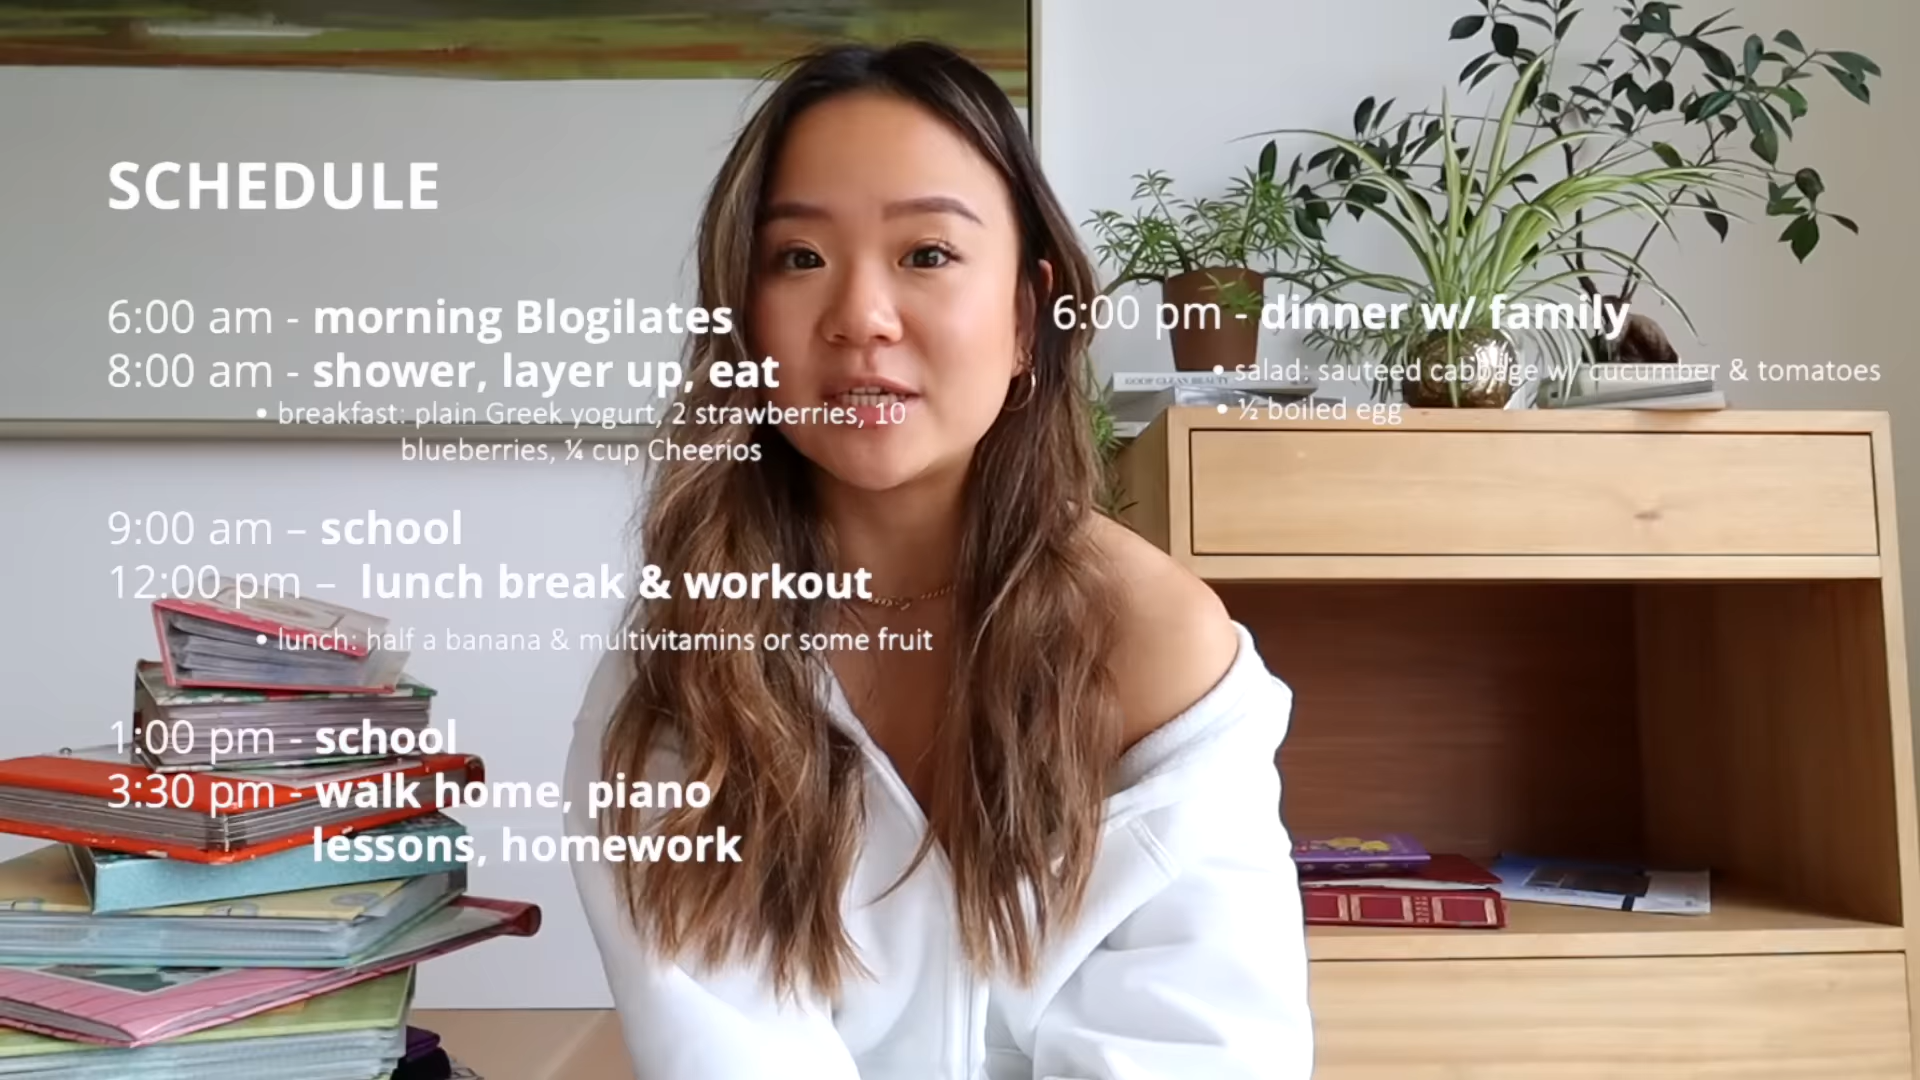 SCHEDULE
6:00 am - morning Blogilates
8:00 am - shower, layer up, eat
• breakfast: plain Greek yogurt, 2 strawberries, 10
blueberries, ¼ cup Cheerios
9:00 am – school
12:00 pm – lunch break & workout
• lunch: half a banana & multivitamins or some fruit
1:00 pm - school
3:30 pm - walk home, piano
lessons, homework
6:00 pm - dinner w/ family
• salad: sauteed cabbage w/ cucumber & tomatoes
• ½ boiled egg
GOOP CLEAN BEAUTY